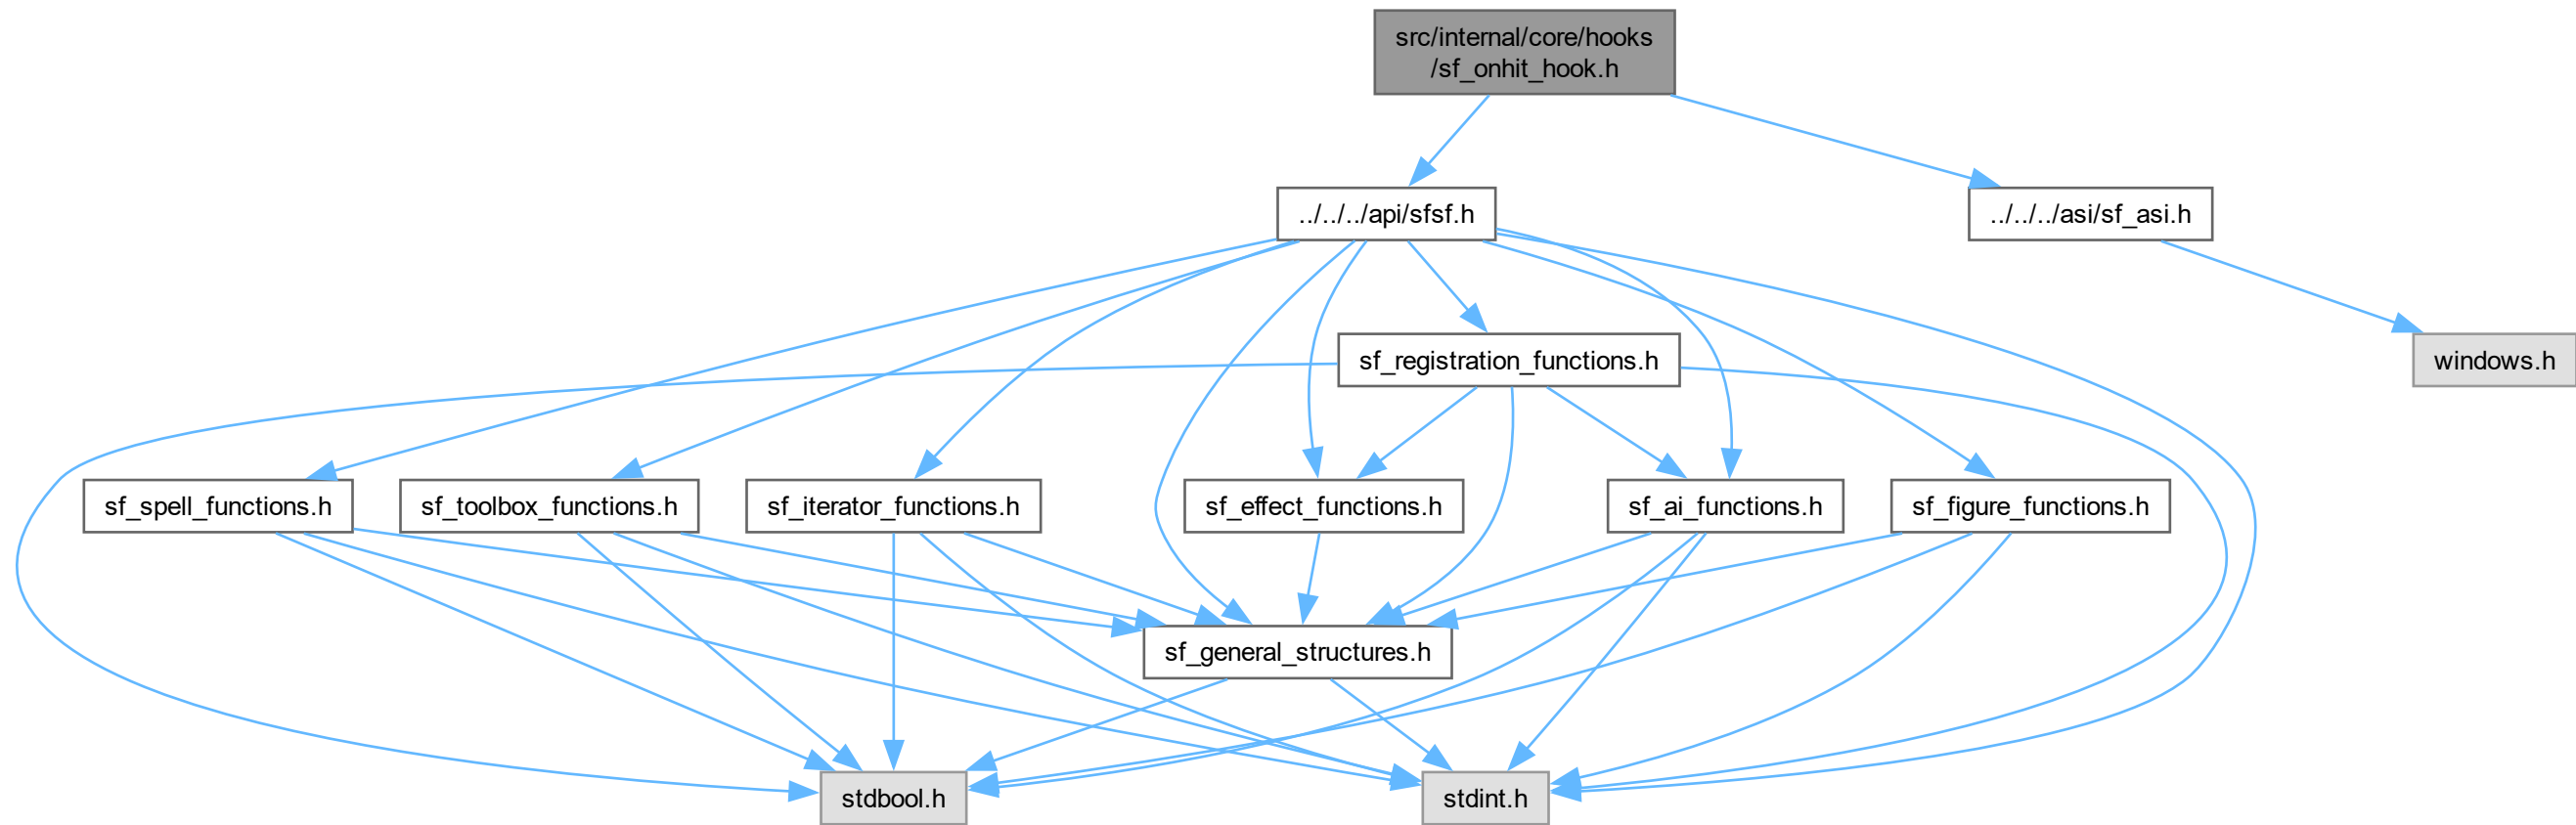 src/internal/core/hooks
/sf_onhit_hook.h
../../../api/sfsf.h
../../../asi/sf_asi.h
sf_registration_functions.h
windows.h
sf_spell_functions.h
sf_toolbox_functions.h
sf_iterator_functions.h
sf_effect_functions.h
sf_ai_functions.h
sf_figure_functions.h
sf_general_structures.h
stdbool.h
stdint.h